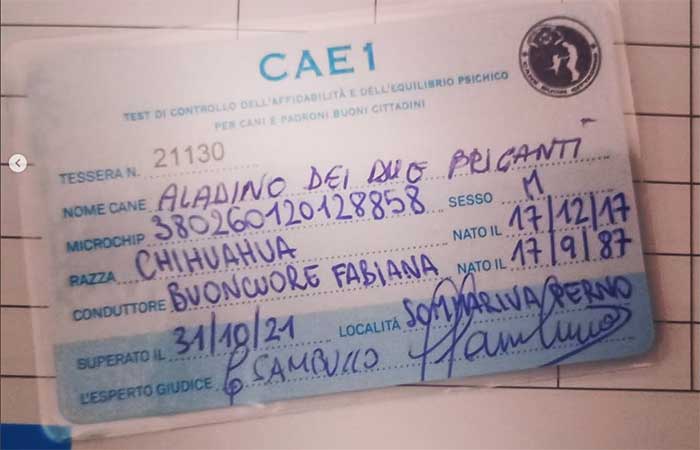 CAE1
TEST DI CONTROLLO DELL'AFFIDABILITÀ E DELL'EQUILIBRIO PSICHICO
PER CANI E PADRONI BUONI CITTADINI
TESSERA N. 21130
NOME CANE ALADINO DEI DUE BRIGANTI
MICROCHIP 380260120128858 SESSO M
RAZZA CHIHUAHUA NATO IL 17/12/17
CONDUTTORE BUONCUORE FABIANA NATO IL 17/9/87
SUPERATO IL 31/10/21 LOCALITÀ SOMMARIVA PERNO
L'ESPERTO GIUDICE SAMBUCO